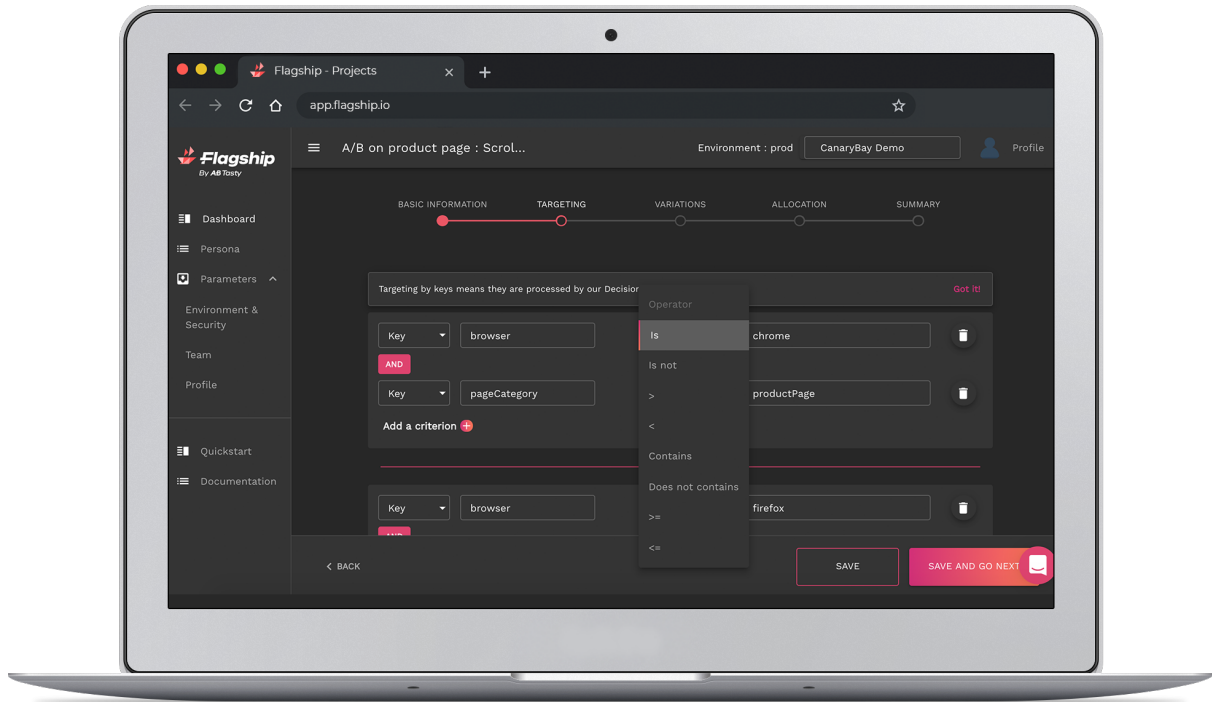 Flagship - Projects
app.flagship.io
Flagship
By AB Tasty
A/B on product page : Scrol...
Environment : prod
CanaryBay Demo
Profile
Dashboard
Persona
Parameters
Environment &
Security
Team
Profile
Quickstart
Documentation
BASIC INFORMATION
TARGETING
VARIATIONS
ALLOCATION
SUMMARY
Targeting by keys means they are processed by our Decision
Got it!
Key
browser
chrome
AND
Key
pageCategory
productPage
Add a criterion
Key
browser
firefox
AND
Operator
Is
Is not
>
<
Contains
Does not contains
>=
<=
< BACK
SAVE
SAVE AND GO NEXT